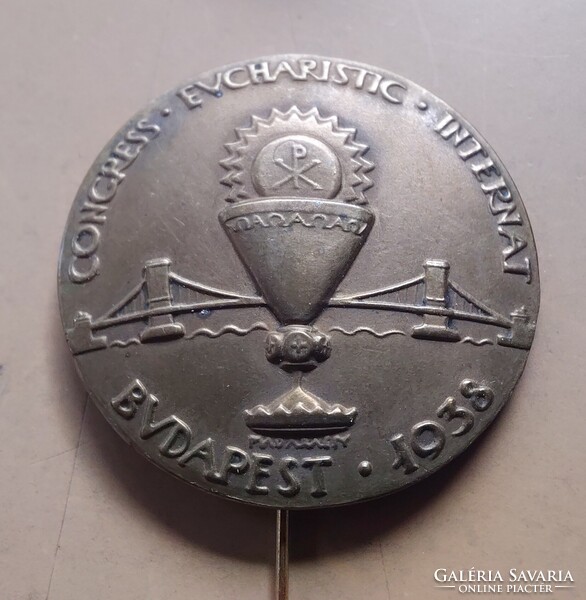 CONGRESS · EVCHARISTIC · INTERNAT
BVDAPEST · 1938
GALÉRIA SAVARIA
ONLINE PIACTÉR